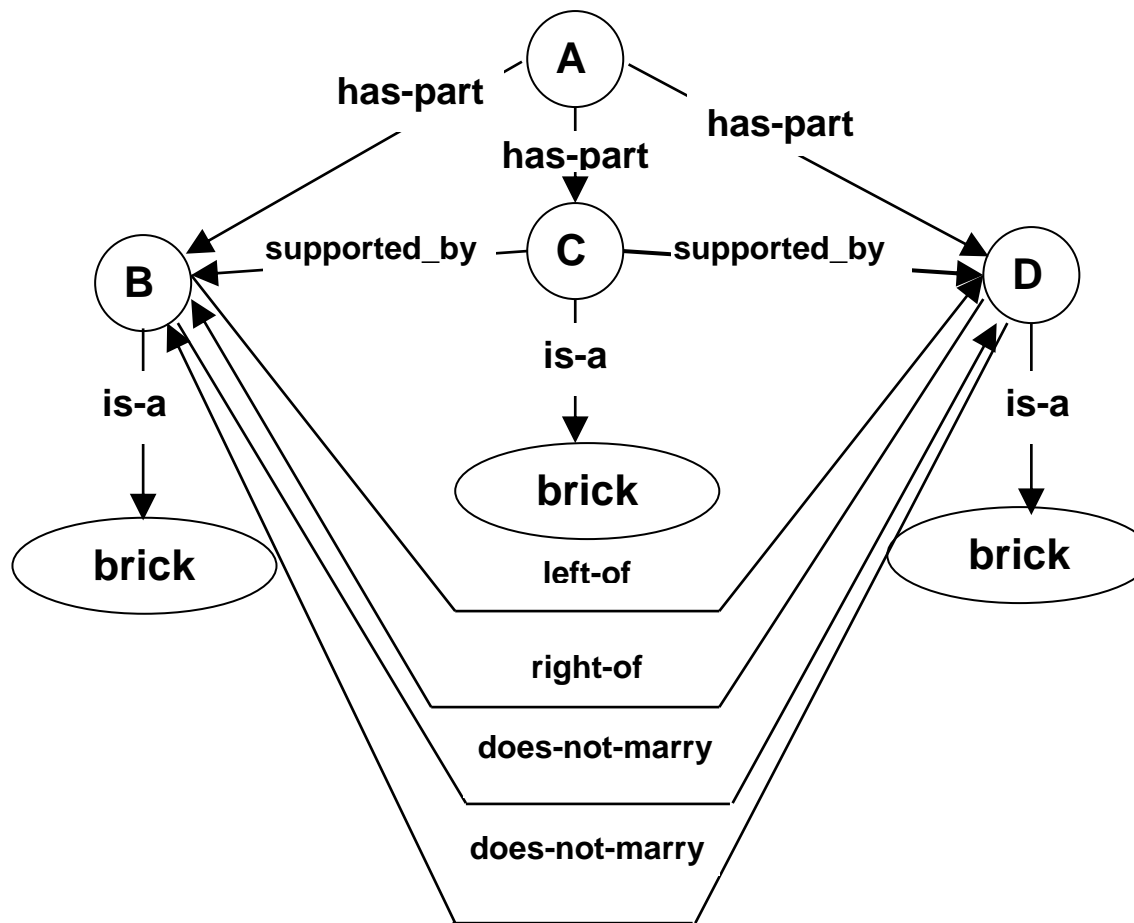 A
has-part
has-part
has-part
supported_by
C
supported_by
B
D
is-a
is-a
is-a
brick
brick
brick
left-of
right-of
does-not-marry
does-not-marry